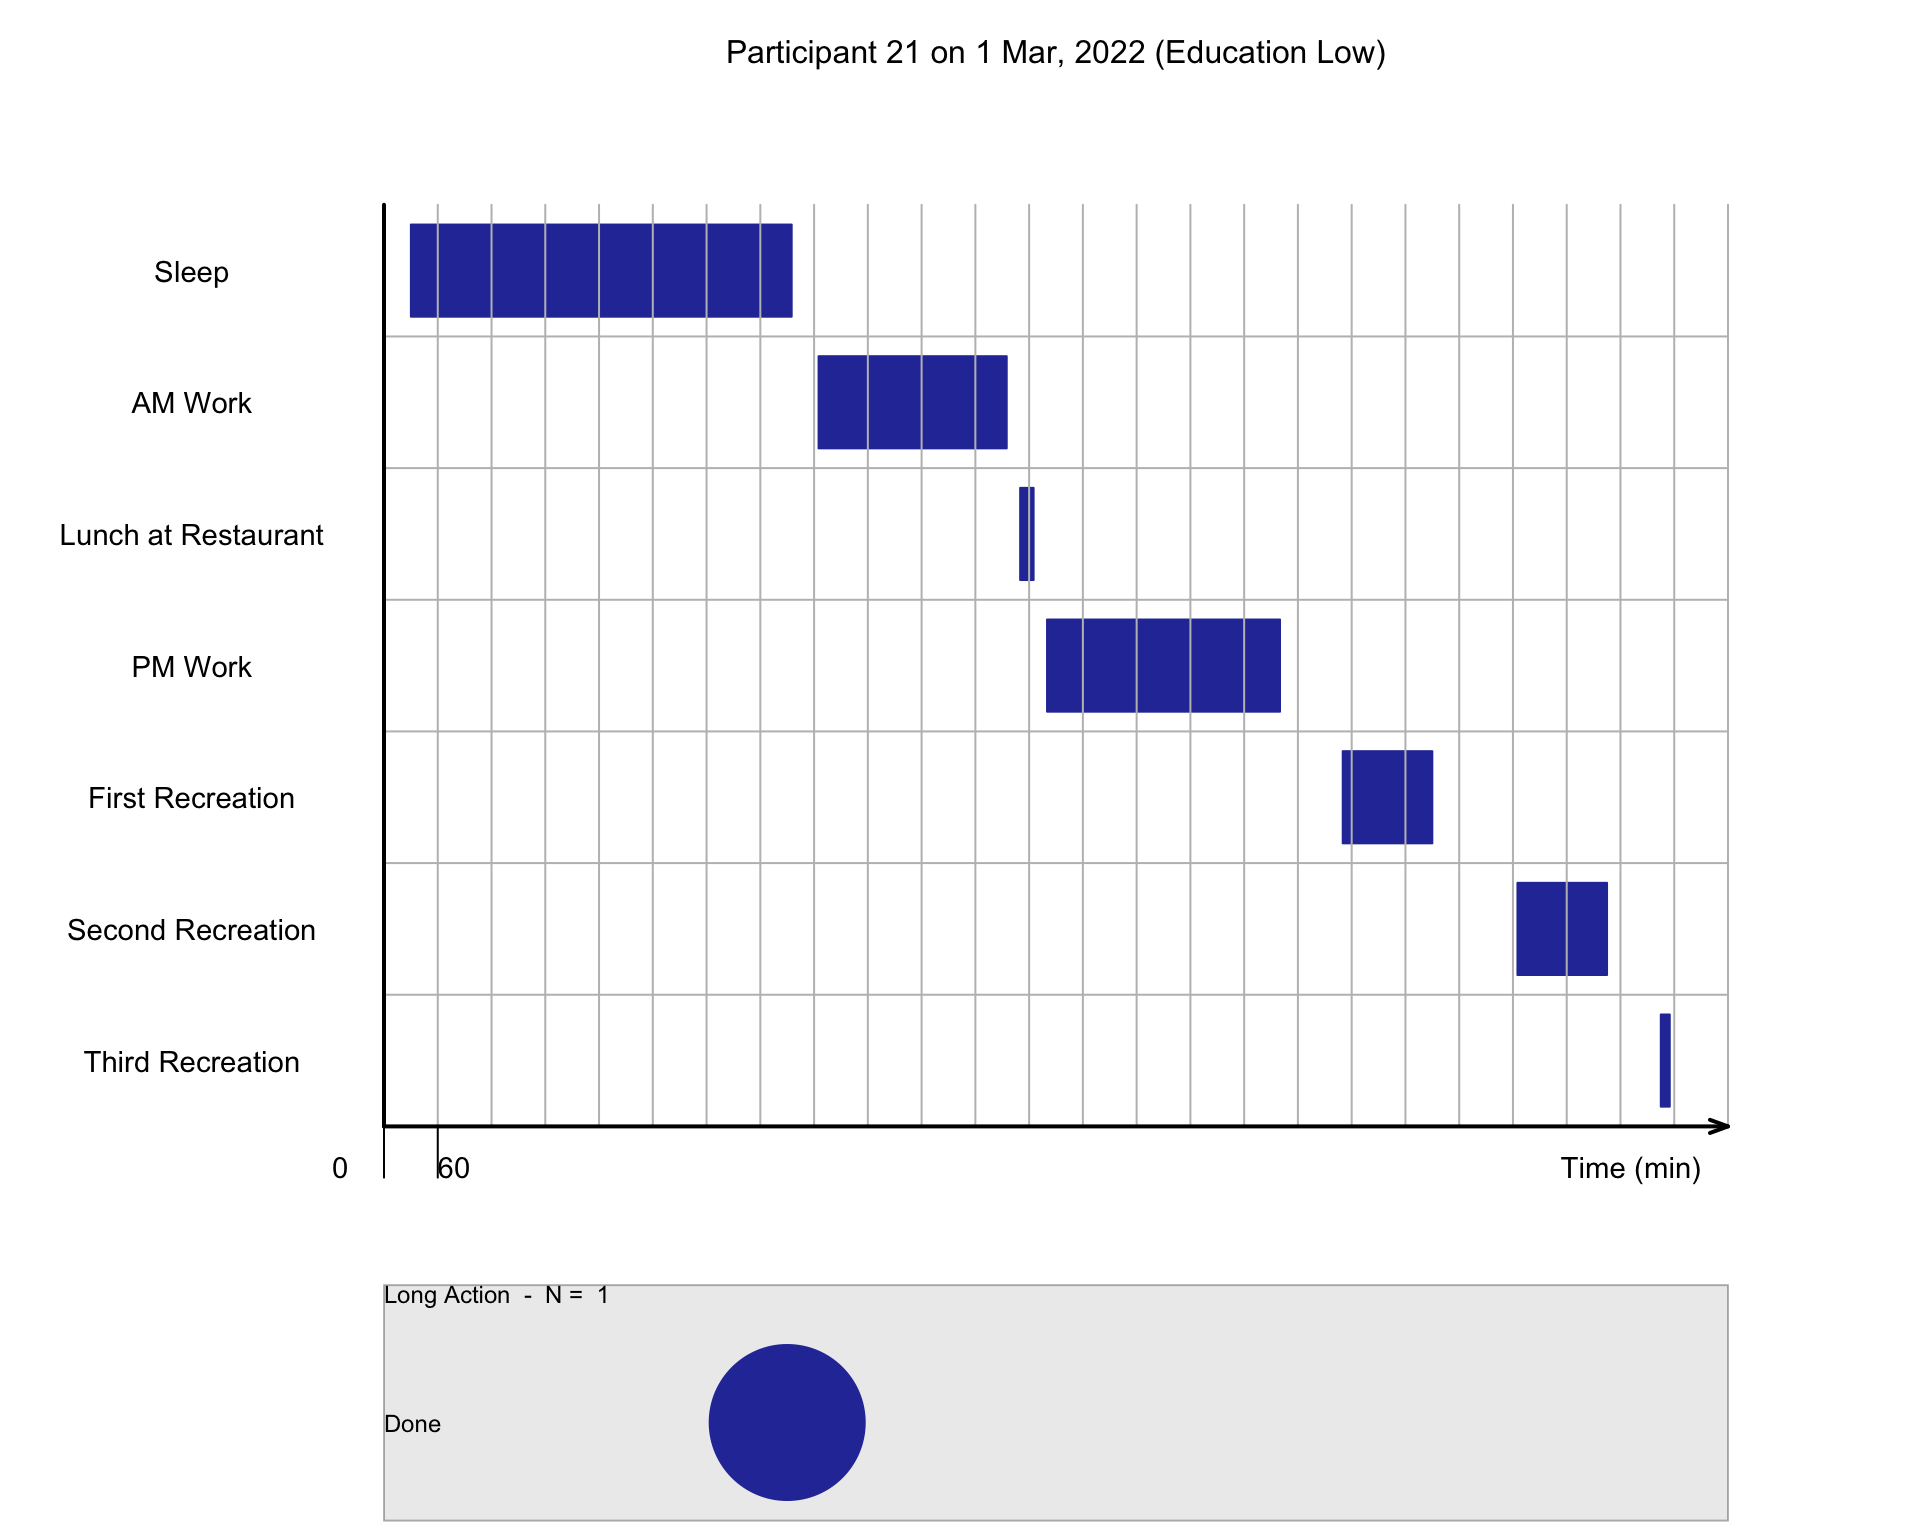 Participant 21 on 1 Mar, 2022 (Education Low)
Sleep
AM Work
Lunch at Restaurant
PM Work
First Recreation
Second Recreation
Third Recreation
0 60 Time (min)
Long Action - N = 1
Done